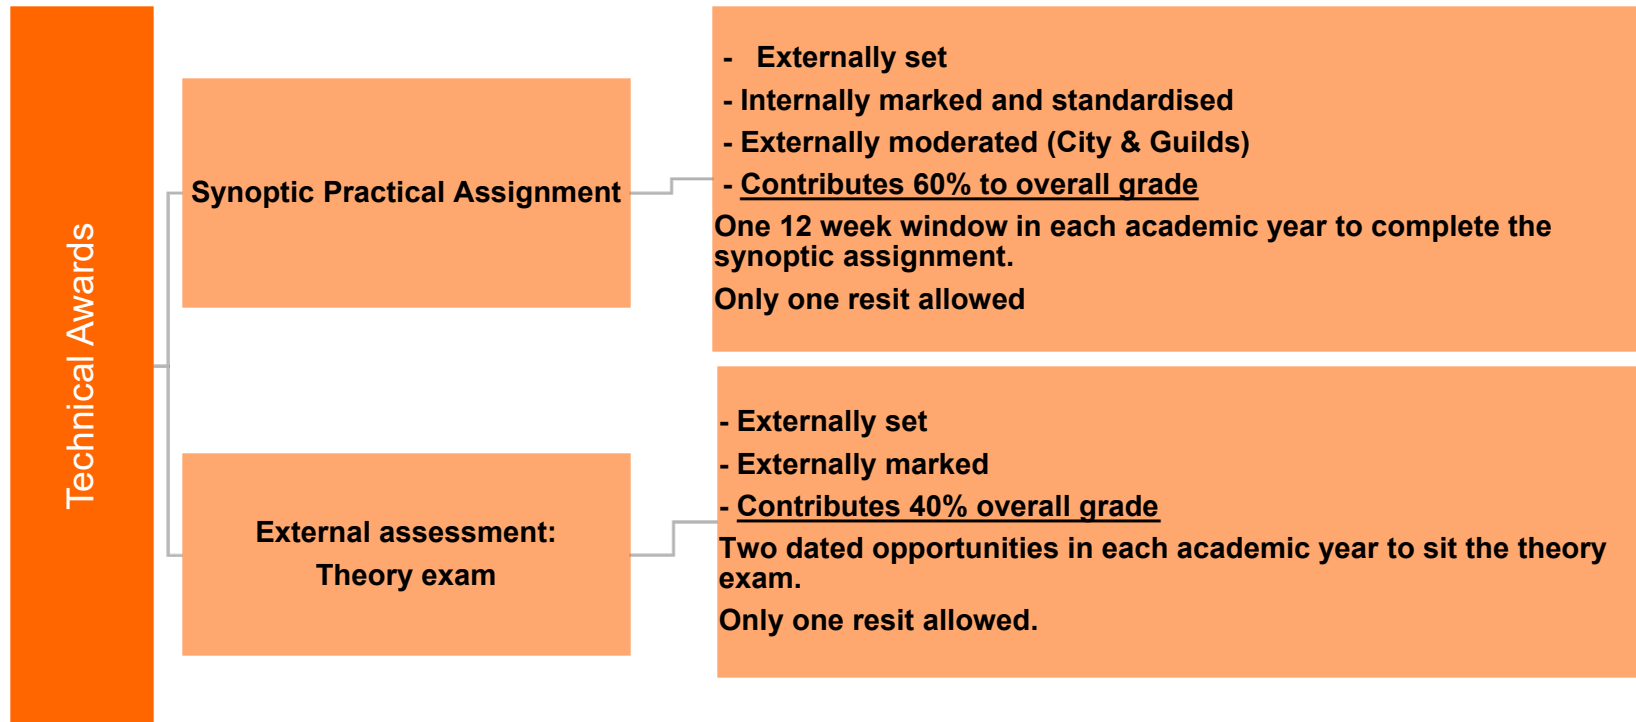 Technical Awards
Synoptic Practical Assignment
- Externally set
- Internally marked and standardised
- Externally moderated (City & Guilds)
- Contributes 60% to overall grade
One 12 week window in each academic year to complete the
synoptic assignment.
Only one resit allowed
External assessment:
Theory exam
- Externally set
- Externally marked
- Contributes 40% overall grade
Two dated opportunities in each academic year to sit the theory
exam.
Only one resit allowed.